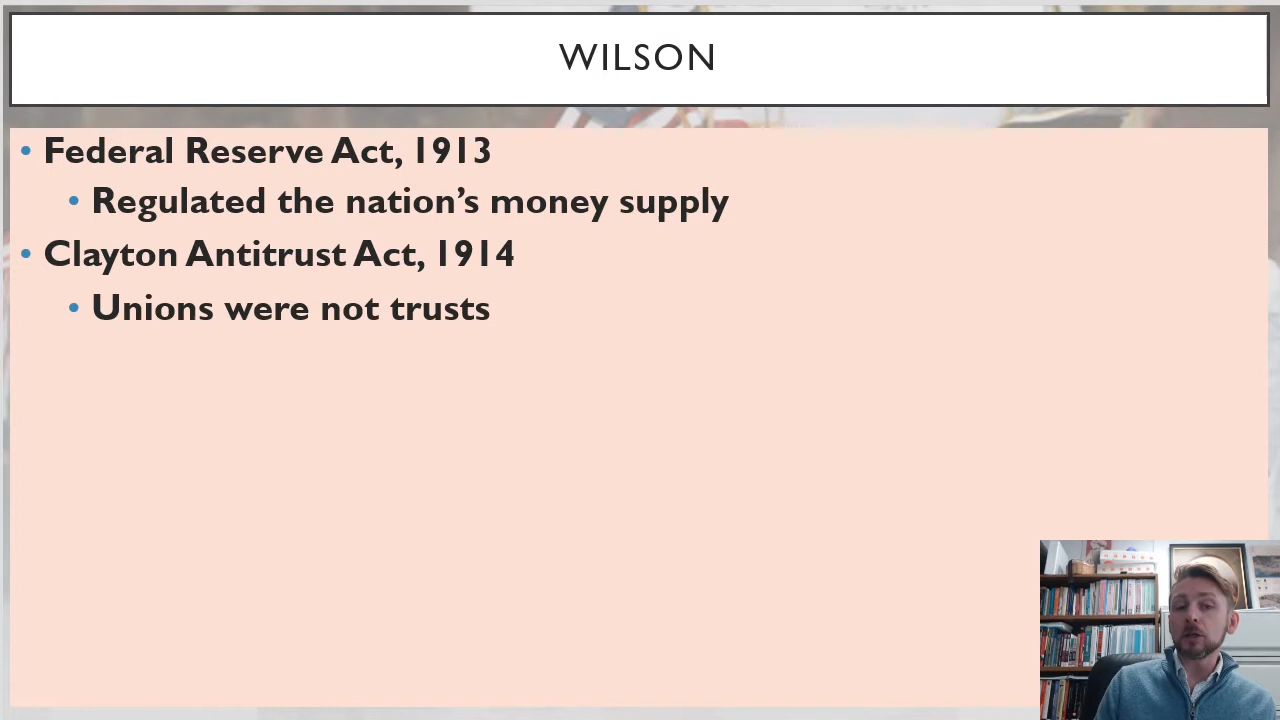 WILSON
• Federal Reserve Act, 1913
• Regulated the nation's money supply
• Clayton Antitrust Act, 1914
• Unions were not trusts